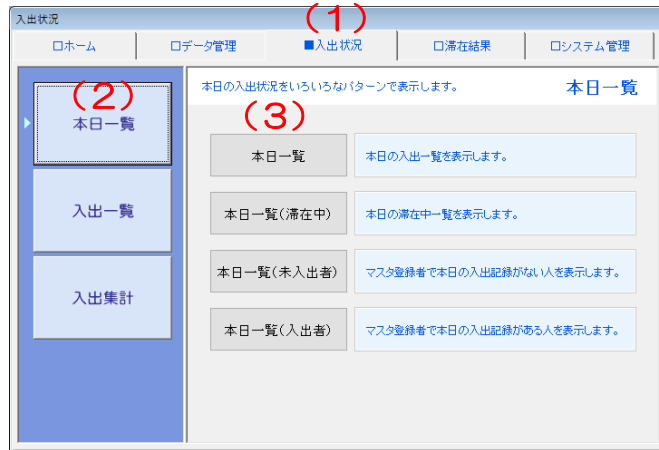 入出状況
(1)
□ホーム
□データ管理
■入出状況
□滞在結果
□システム管理
(2)
本日一覧
入出一覧
入出集計
本日の入出状況をいろいろなパターンで表示します。
本日一覧
(3)
本日一覧
本日の入出一覧を表示します。
本日一覧(滞在中)
本日の滞在中一覧を表示します。
本日一覧(未入出者)
マスタ登録者で本日の入出記録がない人を表示します。
本日一覧(入出者)
マスタ登録者で本日の入出記録がある人を表示します。